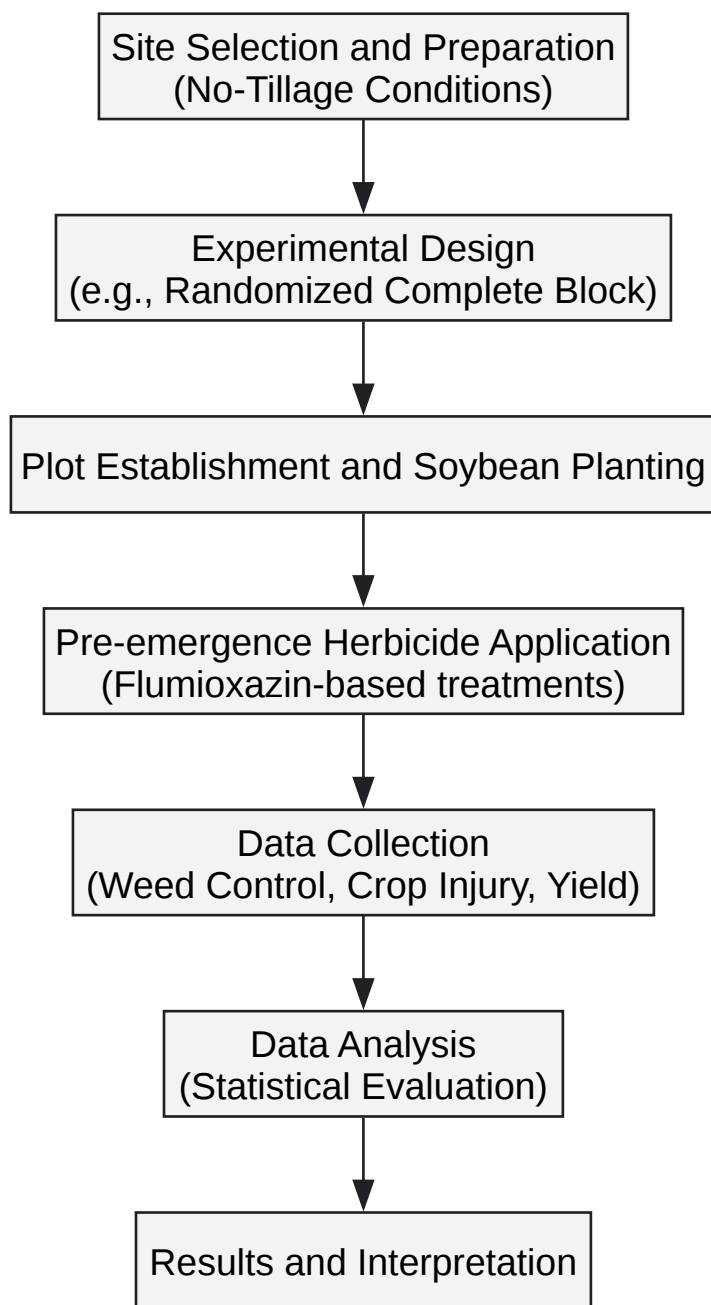 Site Selection and Preparation
(No-Tillage Conditions)
Experimental Design
(e.g., Randomized Complete Block)
Plot Establishment and Soybean Planting
Pre-emergence Herbicide Application
(Flumioxazin-based treatments)
Data Collection
(Weed Control, Crop Injury, Yield)
Data Analysis
(Statistical Evaluation)
Results and Interpretation